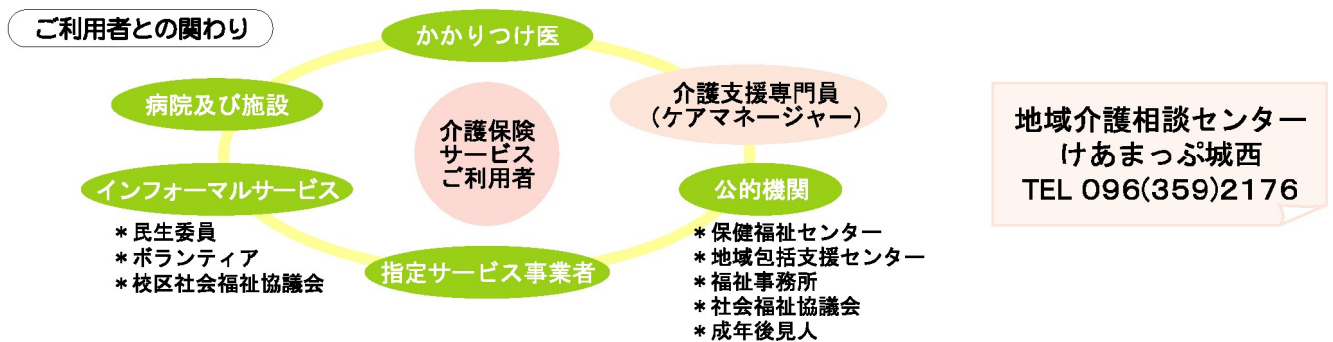 ご利用者との関わり
かかりつけ医
病院及び施設
介護支援専門員
(ケアマネージャー)
介護保険
サービス
ご利用者
インフォーマルサービス
*民生委員
*ボランティア
*校区社会福祉協議会
公的機関
*保健福祉センター
*地域包括支援センター
*福祉事務所
*社会福祉協議会
*成年後見人
指定サービス事業者
地域介護相談センター
けあまっぷ城西
TEL 096(359)2176